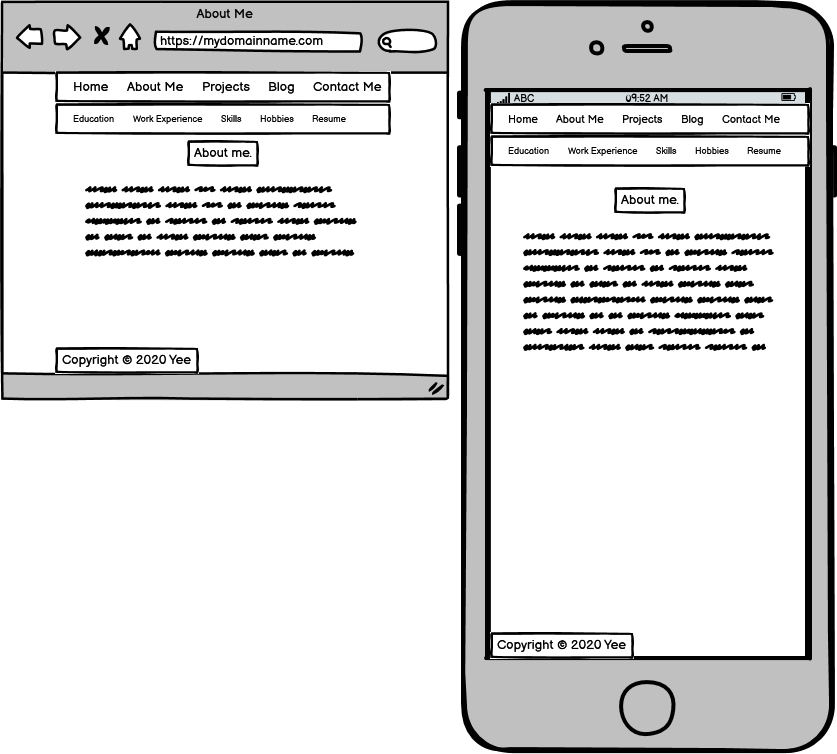 About Me
https://mydomainname.com
Home About Me Projects Blog Contact Me
Education Work Experience Skills Hobbies Resume
About me.
Copyright © 2020 Yee
ABC 09:52 AM
Home About Me Projects Blog Contact Me
Education Work Experience Skills Hobbies Resume
About me.
Copyright © 2020 Yee